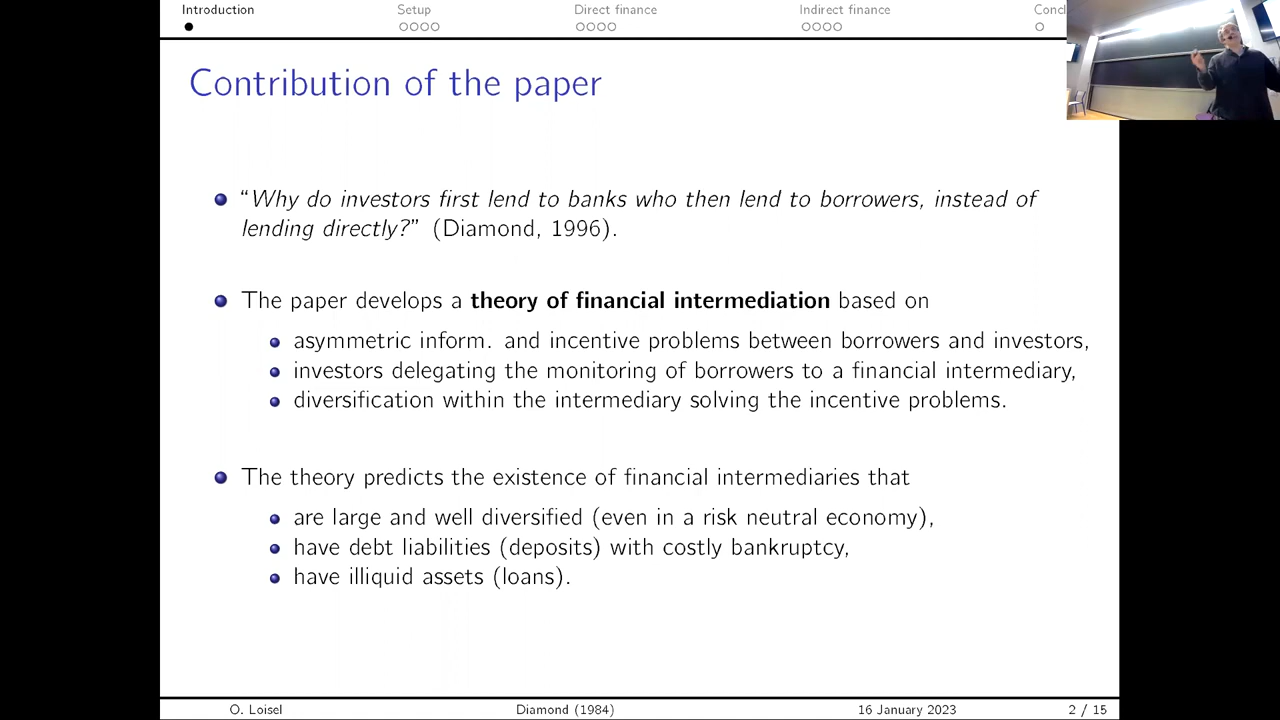 Introduction Setup Direct finance Indirect finance Concl
Contribution of the paper
“Why do investors first lend to banks who then lend to borrowers, instead of
lending directly?” (Diamond, 1996).
The paper develops a theory of financial intermediation based on
asymmetric inform. and incentive problems between borrowers and investors,
investors delegating the monitoring of borrowers to a financial intermediary,
diversification within the intermediary solving the incentive problems.
The theory predicts the existence of financial intermediaries that
are large and well diversified (even in a risk neutral economy),
have debt liabilities (deposits) with costly bankruptcy,
have illiquid assets (loans).
O. Loisel Diamond (1984) 16 January 2023 2 / 15